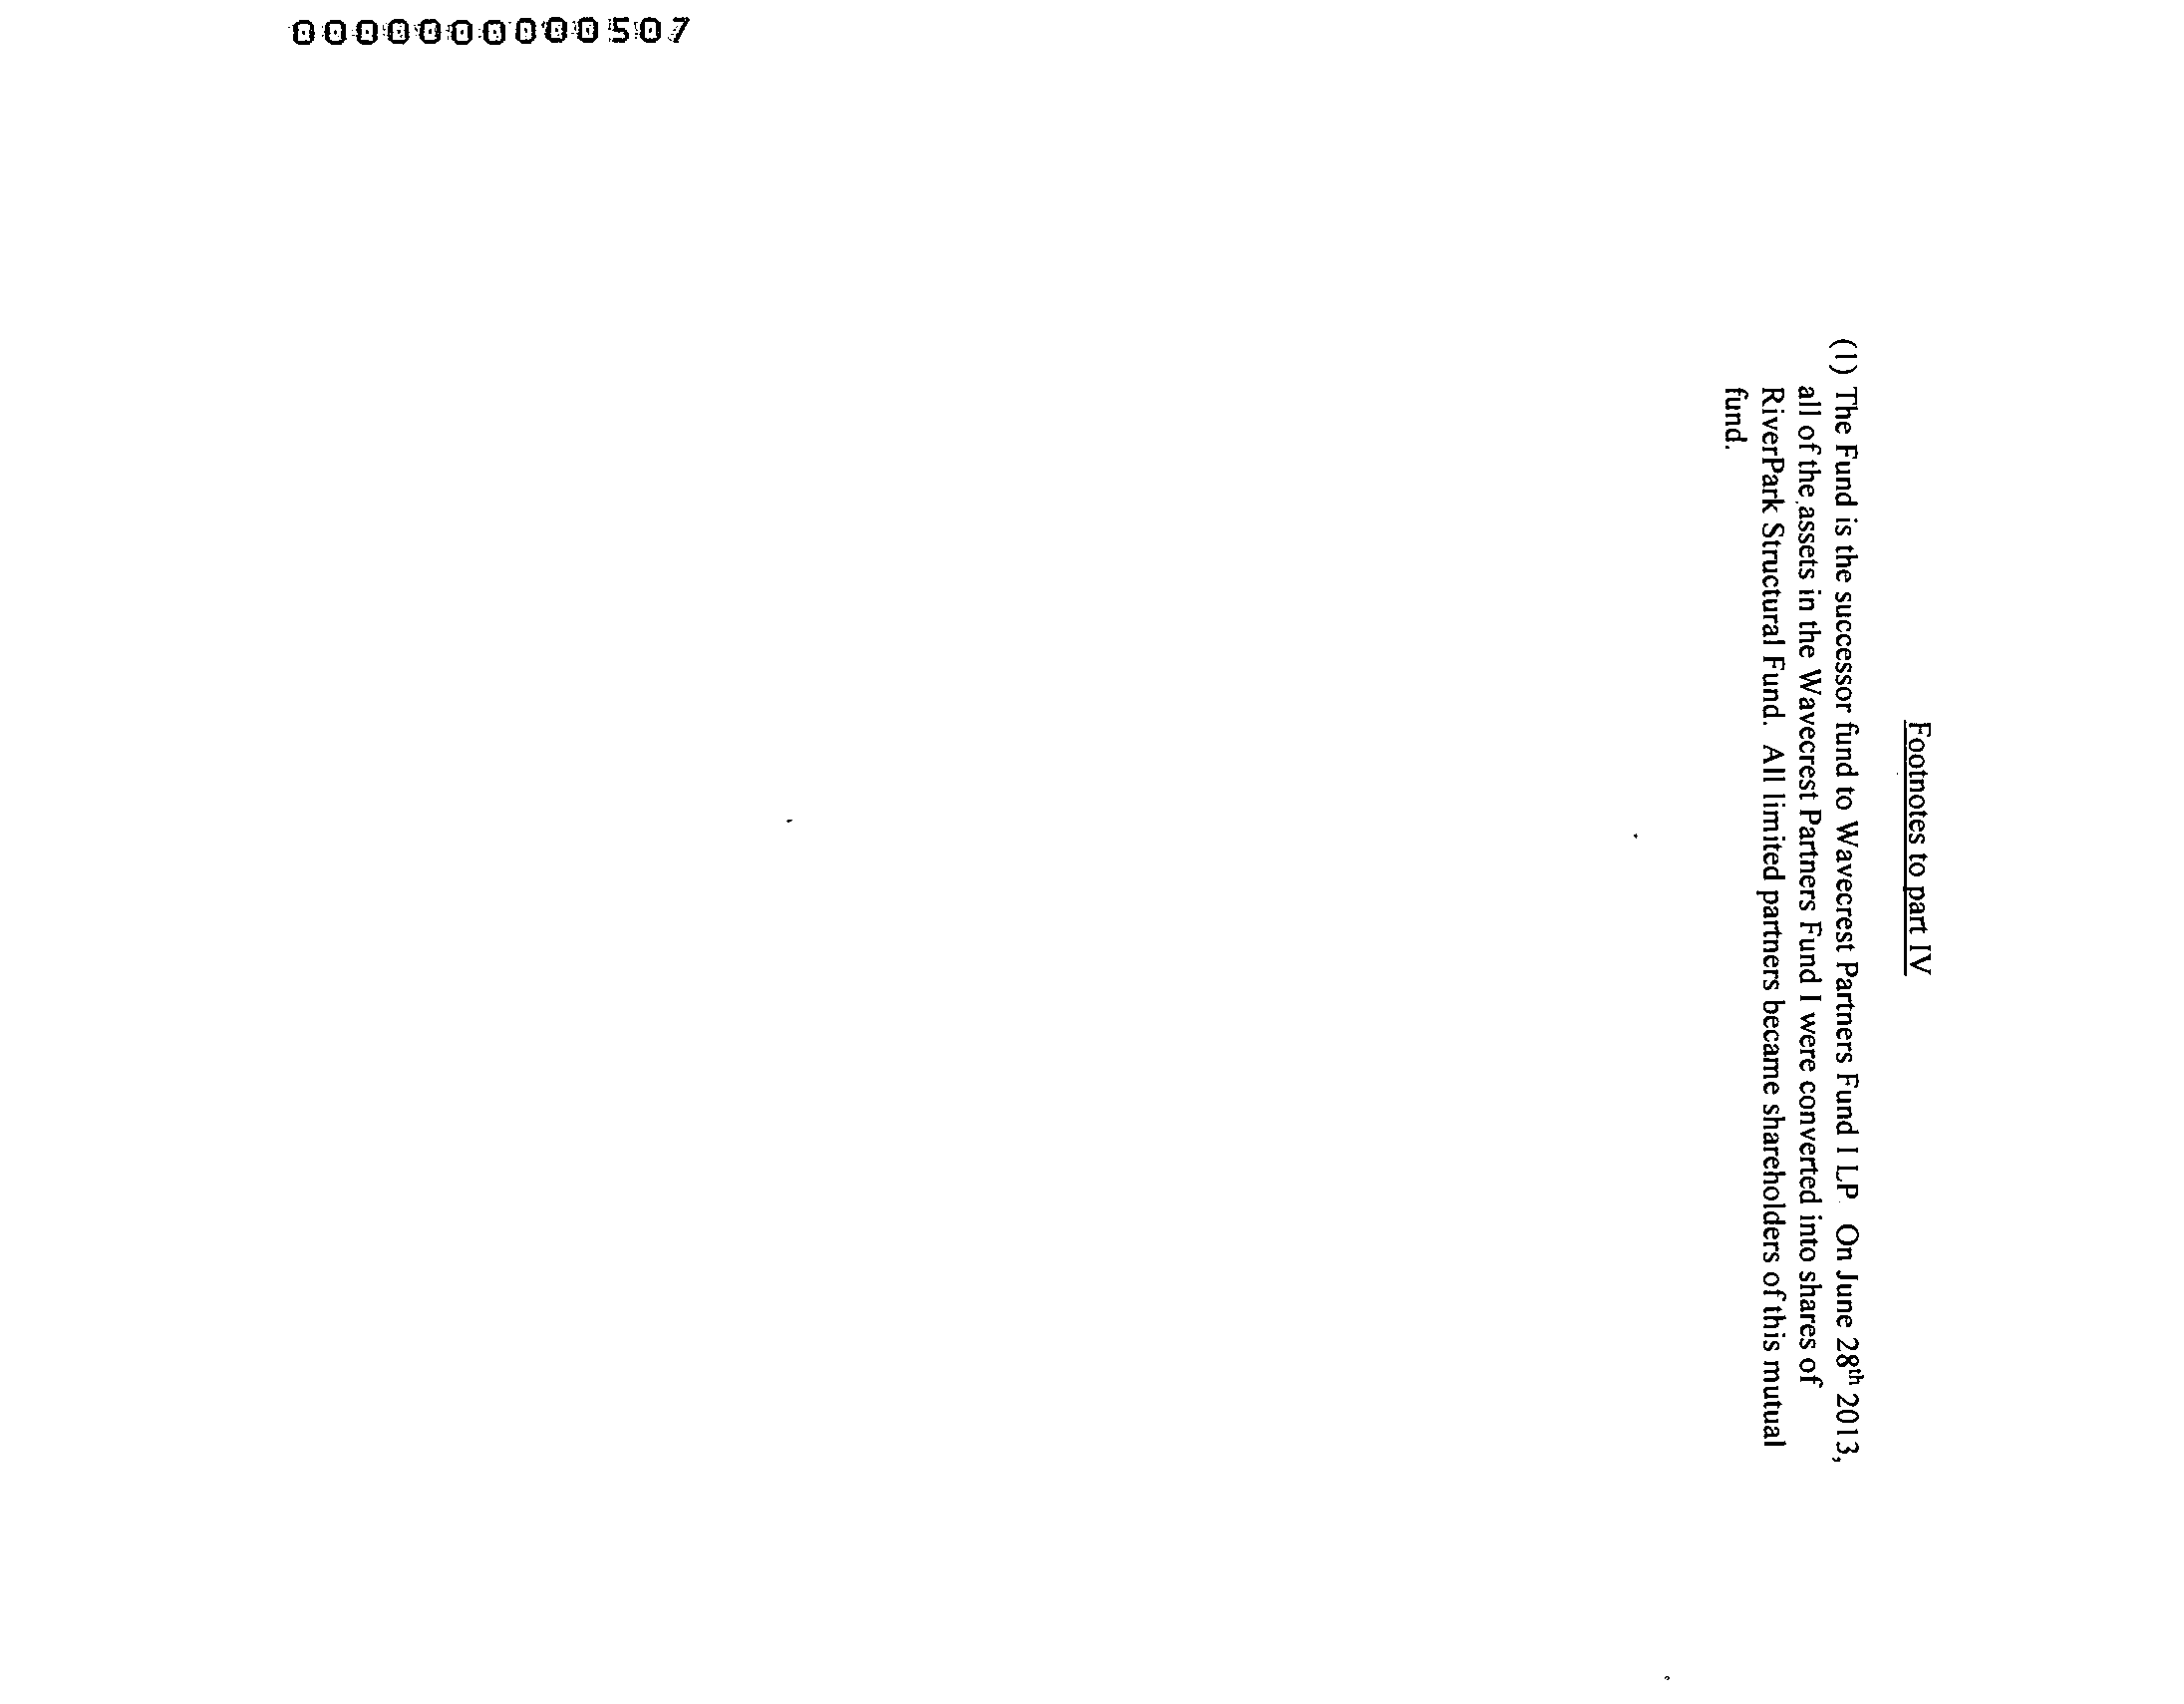 0000000000507
Footnotes to part IV
(1) The Fund is the successor fund to Wavecrest Partners Fund I LP. On June 28th 2013,
all of the assets in the Wavecrest Partners Fund I were converted into shares of
RiverPark Structural Fund. All limited partners became shareholders of this mutual
fund.